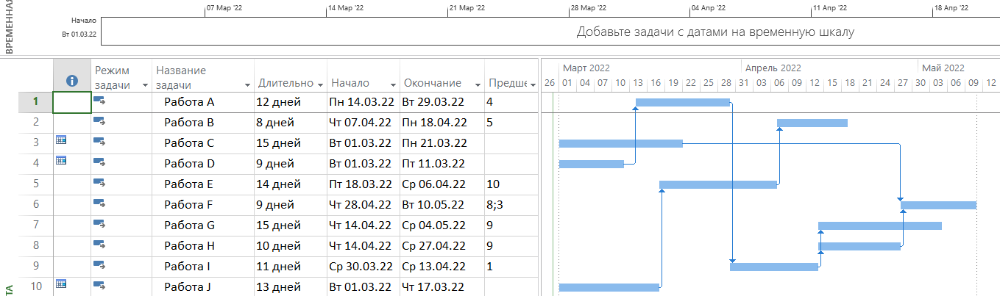 ВРЕМЕННАЯ
07 Мар '22 14 Мар '22 21 Мар '22 28 Мар '22 04 Апр '22 11 Апр '22 18 Апр '22
Начало
Вт 01.03.22
Добавьте задачи с датами на временную шкалу
Режим задачи Название задачи Длительно Начало Окончание Предше
Март 2022 Апрель 2022 Май 2022
26 01 04 07 10 13 16 19 22 25 28 31 03 06 09 12 15 18 21 24 27 30 03 06 09 12
1 Работа A 12 дней Пн 14.03.22 Вт 29.03.22 4
2 Работа B 8 дней Чт 07.04.22 Пн 18.04.22 5
3 Работа C 15 дней Вт 01.03.22 Пн 21.03.22
4 Работа D 9 дней Вт 01.03.22 Пт 11.03.22
5 Работа E 14 дней Пт 18.03.22 Ср 06.04.22 10
6 Работа F 9 дней Чт 28.04.22 Вт 10.05.22 8;3
7 Работа G 15 дней Чт 14.04.22 Ср 04.05.22 9
8 Работа H 10 дней Чт 14.04.22 Ср 27.04.22 9
9 Работа I 11 дней Ср 30.03.22 Ср 13.04.22 1
10 Работа J 13 дней Вт 01.03.22 Чт 17.03.22
ТА